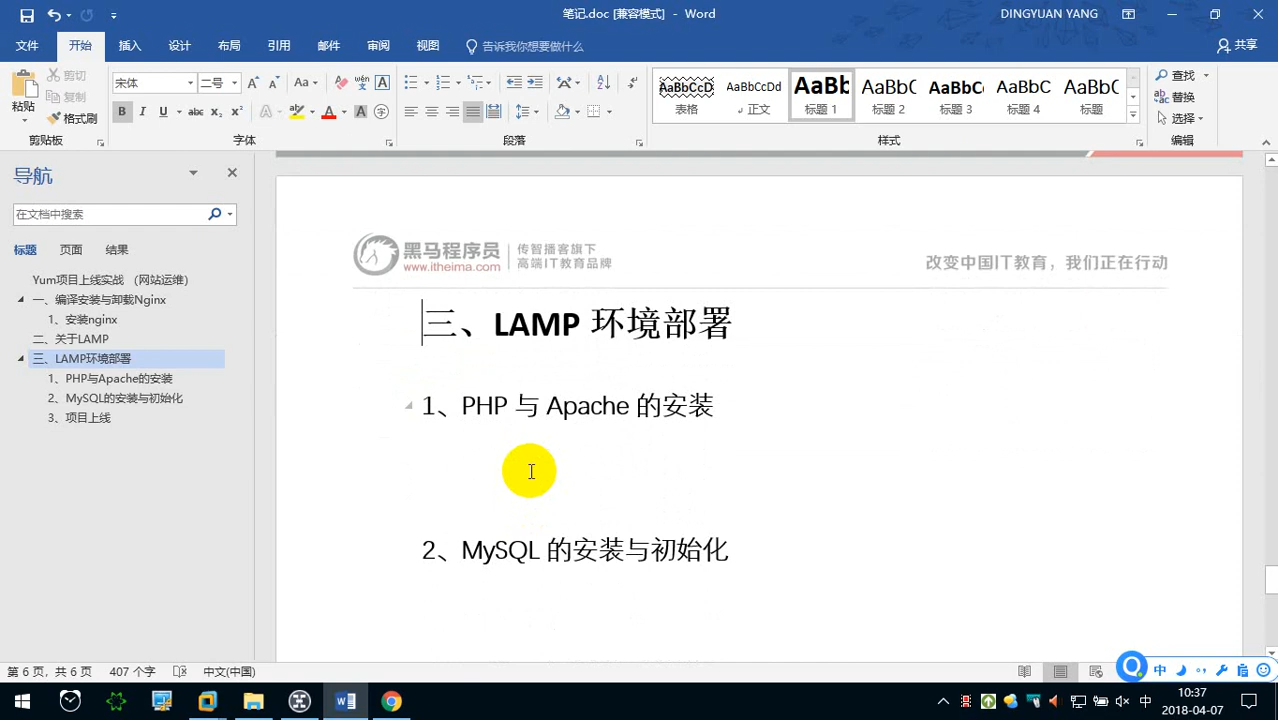 笔记.doc [兼容模式] - Word
DINGYUAN YANG
文件
开始
插入
设计
布局
引用
邮件
审阅
视图
告诉我你想要做什么
共享
粘贴
剪切
复制
格式刷
剪贴板
宋体
二号
字体
段落
AaBbCcD
表格
AaBbCcDd
正文
AaBb
标题 1
AaBbC
标题 2
AaBbC
标题 3
AaBbC
标题 4
AaBbC
标题
样式
查找
替换
选择
编辑
导航
在文档中搜索
标题
页面
结果
Yum项目上线实战 （网站运维）
一、编译安装与卸载Nginx
1、安装nginx
二、关于LAMP
三、LAMP环境部署
1、PHP与Apache的安装
2、MySQL的安装与初始化
3、项目上线
黑马程序员
www.itheima.com
传智播客旗下
高端IT教育品牌
改变中国IT教育，我们正在行动
三、LAMP 环境部署
1、PHP 与 Apache 的安装
2、MySQL 的安装与初始化
第 6 页，共 6 页
407 个字
中文(中国)
中
中
10:37
2018-04-07